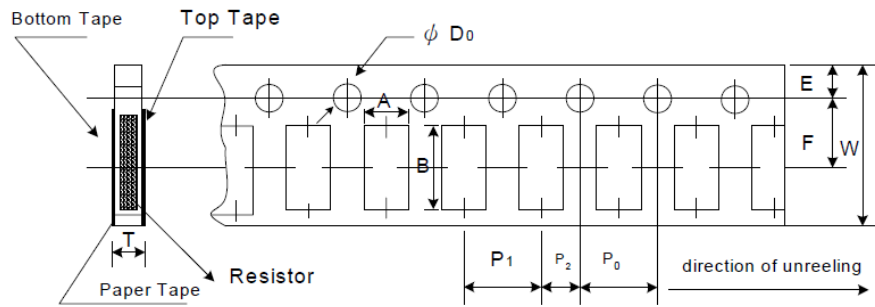 Bottom Tape
Top Tape
ϕ D0
E
A
B
F
W
T
P1
P2
P0
direction of unreeling
Resistor
Paper Tape